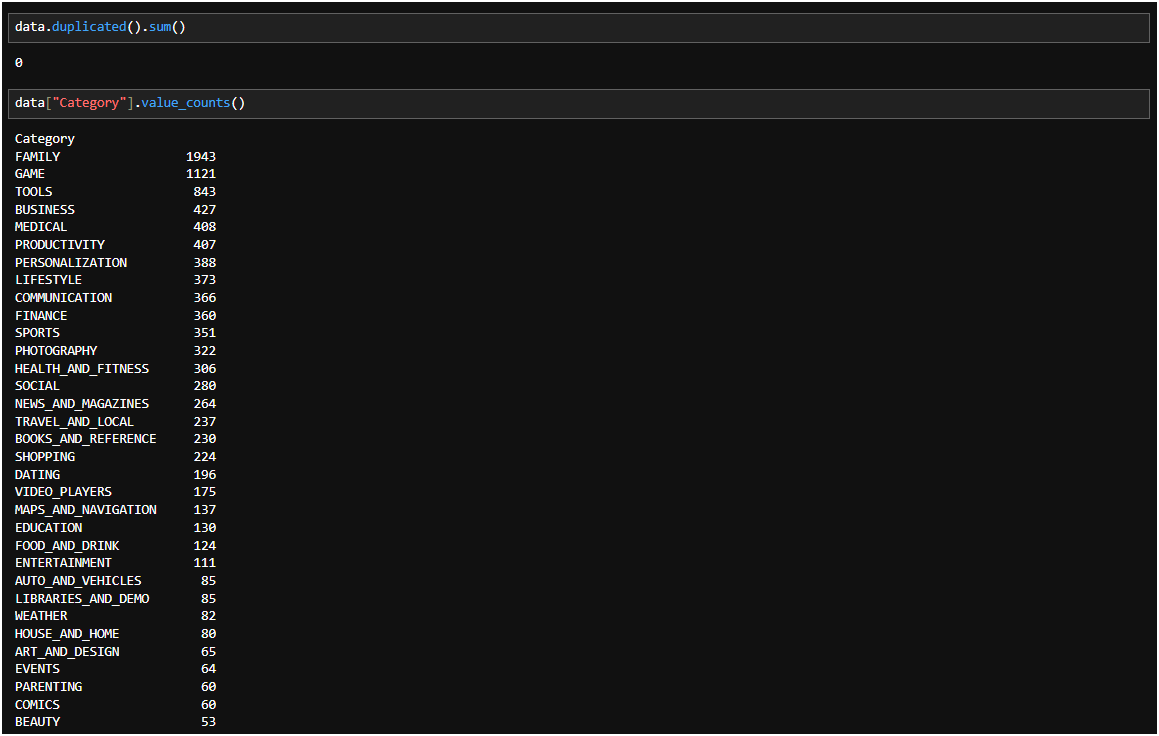 data.duplicated().sum()
0
data["Category"].value_counts()
Category
FAMILY 1943
GAME 1121
TOOLS 843
BUSINESS 427
MEDICAL 408
PRODUCTIVITY 407
PERSONALIZATION 388
LIFESTYLE 373
COMMUNICATION 366
FINANCE 360
SPORTS 351
PHOTOGRAPHY 322
HEALTH_AND_FITNESS 306
SOCIAL 280
NEWS_AND_MAGAZINES 264
TRAVEL_AND_LOCAL 237
BOOKS_AND_REFERENCE 230
SHOPPING 224
DATING 196
VIDEO_PLAYERS 175
MAPS_AND_NAVIGATION 137
EDUCATION 130
FOOD_AND_DRINK 124
ENTERTAINMENT 111
AUTO_AND_VEHICLES 85
LIBRARIES_AND_DEMO 85
WEATHER 82
HOUSE_AND_HOME 80
ART_AND_DESIGN 65
EVENTS 64
PARENTING 60
COMICS 60
BEAUTY 53